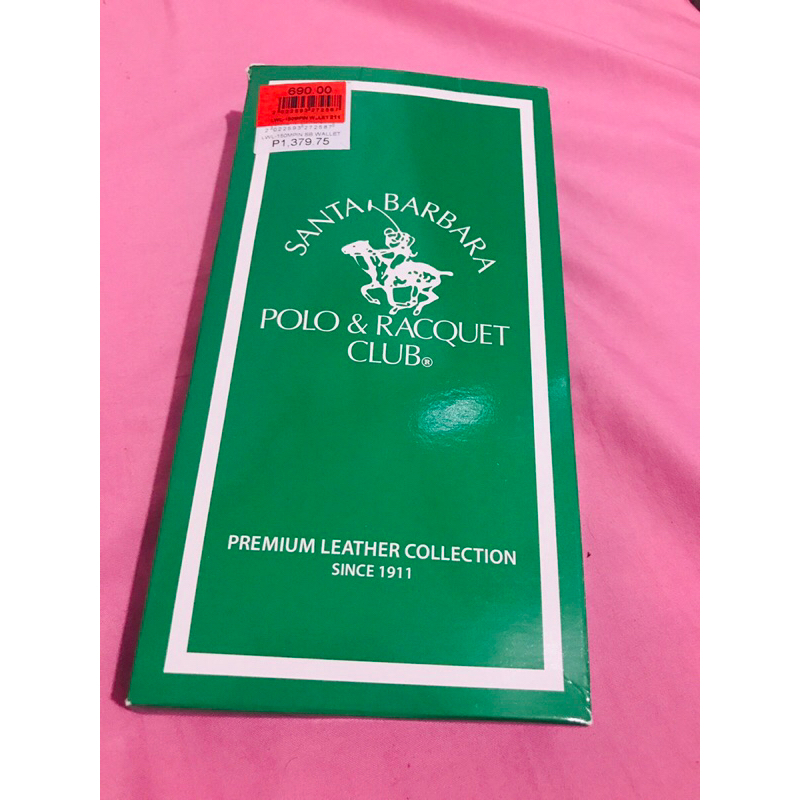 690.00
P1,379.75
SANTA BARBARA
POLO & RACQUET
CLUB®
PREMIUM LEATHER COLLECTION
SINCE 1911